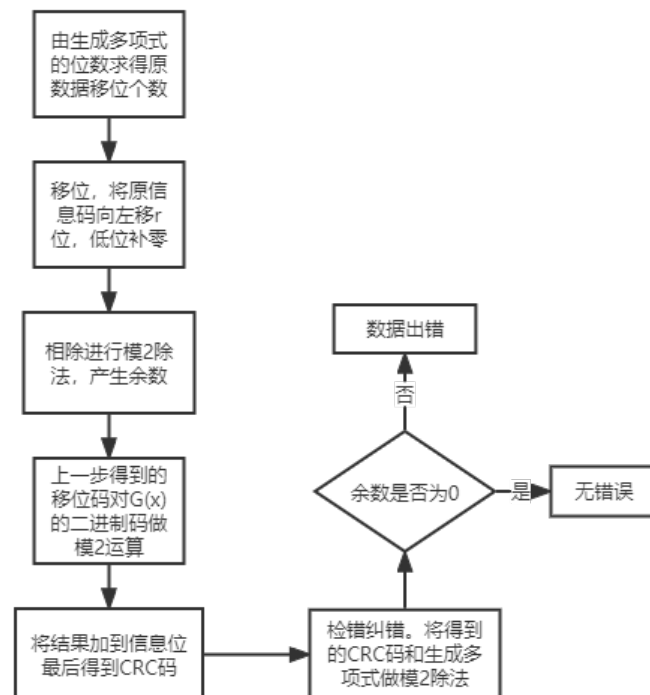 由生成多项式
的位数求得原
数据移位个数
移位，将原信
息码向左移r
位，低位补零
相除进行模2除
法，产生余数
上一步得到的
移位码对G(x)
的二进制码做
模2运算
将结果加到信息位
最后得到CRC码
检错纠错。将得到
的CRC码和生成多
项式做模2除法
余数是否为0
是
无错误
否
数据出错